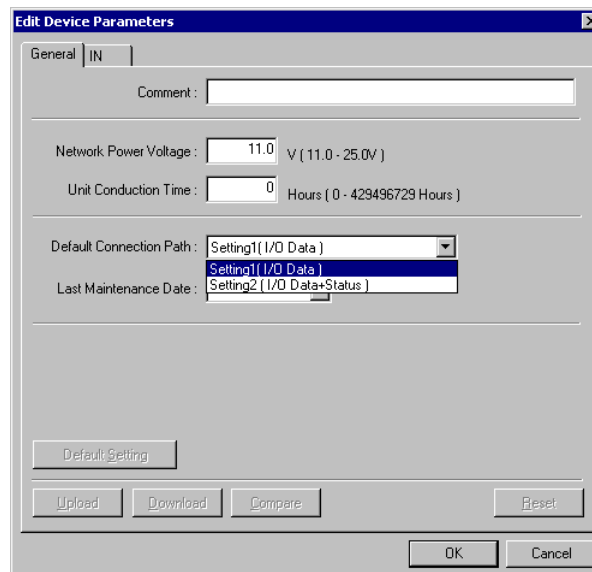 Edit Device Parameters
General IN
Comment :
Network Power Voltage : 11.0 V ( 11.0 - 25.0V )
Unit Conduction Time : 0 Hours ( 0 - 429496729 Hours )
Default Connection Path : Setting1( I/O Data )
Setting1( I/O Data )
Setting2 ( I/O Data+Status )
Last Maintenance Date :
Default Setting
Upload Download Compare Reset
OK Cancel